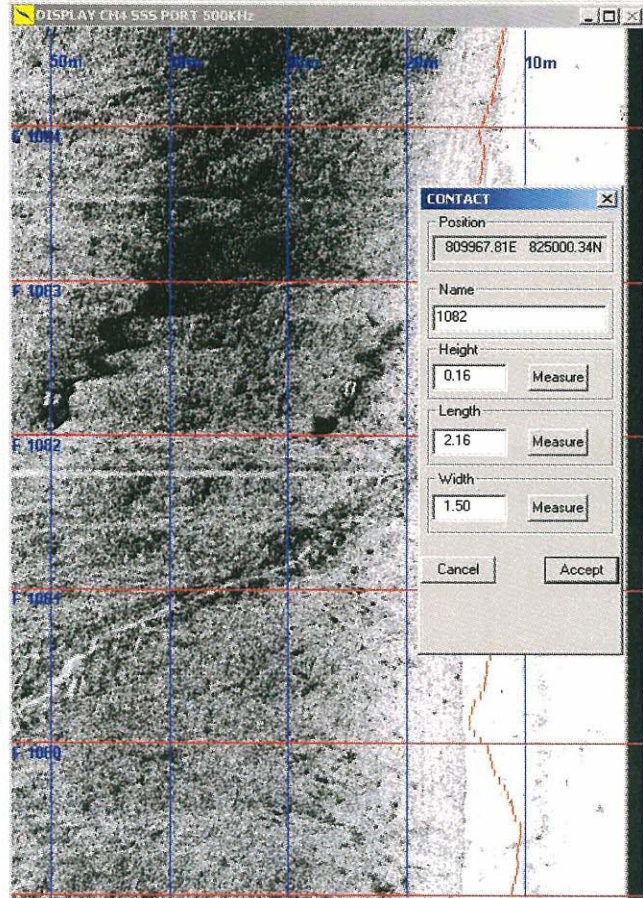 DISPLAY CH4 SSS PORT 500KHz
50m 20m 10m
F 1083
F 1082
F 1081
F 1080
CONTACT
Position
809967.81E 825000.34N
Name
1082
Height
0.16 Measure
Length
2.16 Measure
Width
1.50 Measure
Cancel Accept